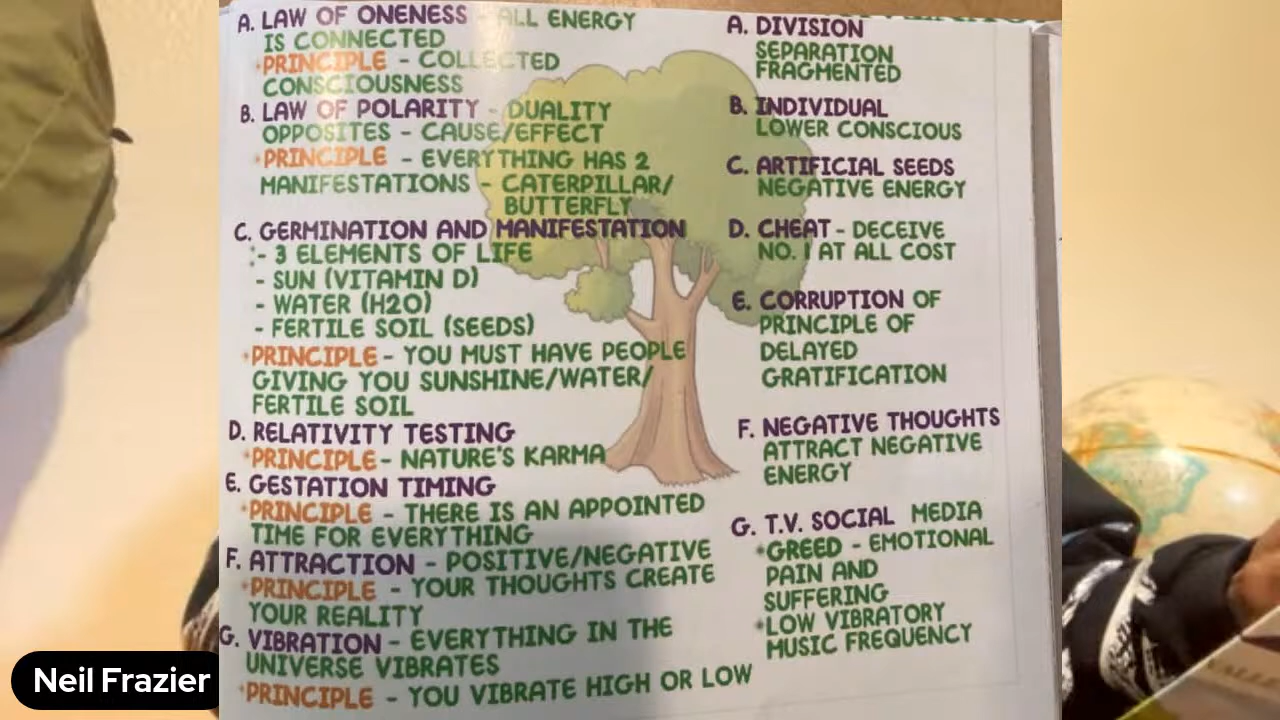 A. LAW OF ONENESS - ALL ENERGY
IS CONNECTED
*PRINCIPLE - COLLECTED
CONSCIOUSNESS
B. LAW OF POLARITY - DUALITY
OPPOSITES - CAUSE/EFFECT
*PRINCIPLE - EVERYTHING HAS 2
MANIFESTATIONS - CATERPILLAR/
BUTTERFLY
C. GERMINATION AND MANIFESTATION
:- 3 ELEMENTS OF LIFE
- SUN (VITAMIN D)
- WATER (H2O)
- FERTILE SOIL (SEEDS)
*PRINCIPLE - YOU MUST HAVE PEOPLE
GIVING YOU SUNSHINE/WATER/
FERTILE SOIL
D. RELATIVITY TESTING
*PRINCIPLE - NATURE'S KARMA
E. GESTATION TIMING
*PRINCIPLE - THERE IS AN APPOINTED
TIME FOR EVERYTHING
F. ATTRACTION - POSITIVE/NEGATIVE
*PRINCIPLE - YOUR THOUGHTS CREATE
YOUR REALITY
G. VIBRATION - EVERYTHING IN THE
UNIVERSE VIBRATES
*PRINCIPLE - YOU VIBRATE HIGH OR LOW
A. DIVISION
SEPARATION
FRAGMENTED
B. INDIVIDUAL
LOWER CONSCIOUS
C. ARTIFICIAL SEEDS
NEGATIVE ENERGY
D. CHEAT - DECEIVE
NO. 1 AT ALL COST
E. CORRUPTION OF
PRINCIPLE OF
DELAYED
GRATIFICATION
F. NEGATIVE THOUGHTS
ATTRACT NEGATIVE
ENERGY
G. T.V. SOCIAL MEDIA
*GREED - EMOTIONAL
PAIN AND
SUFFERING
*LOW VIBRATORY
MUSIC FREQUENCY
Neil Frazier